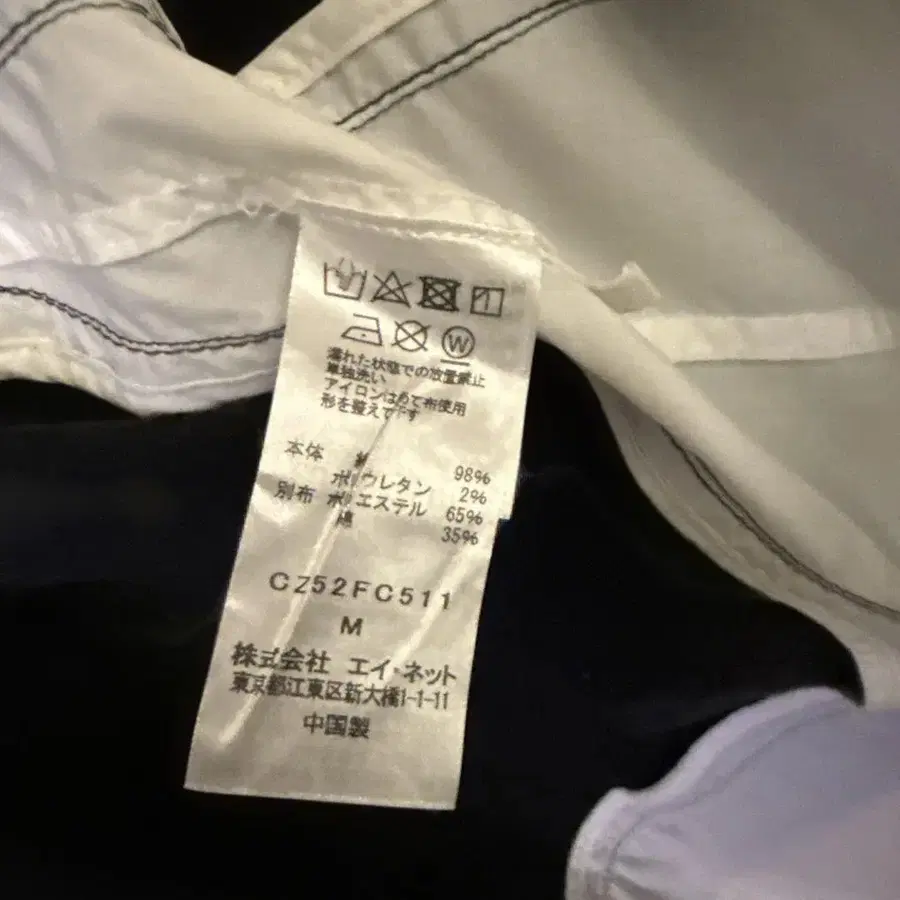 W
濡れた状態での放置禁止
単独洗い
アイロンはあて布使用
形を整えて干す
本体 綿 98%
ポリウレタン 2%
別布 ポリエステル 65%
綿 35%
CZ52FC511
M
株式会社 エイ・ネット
東京都江東区新大橋1-1-11
中国製